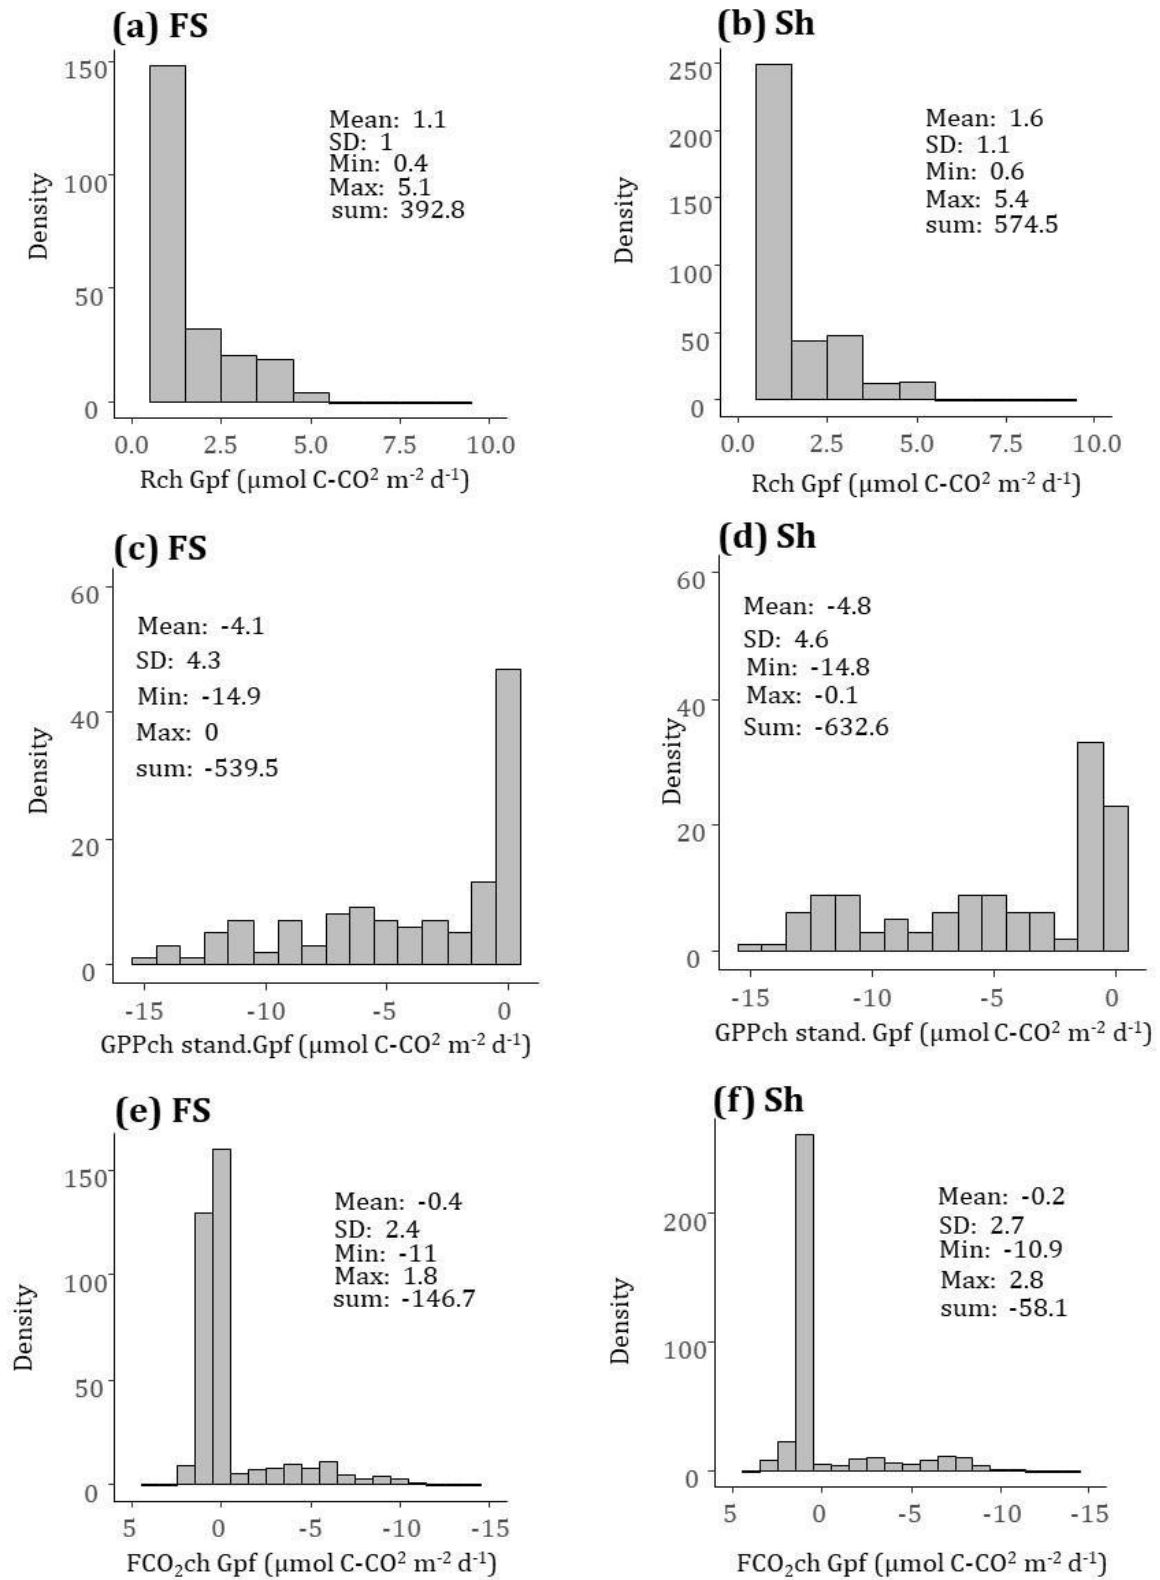 (a) FS
150
100
50
0
Density
Mean: 1.1
SD: 1
Min: 0.4
Max: 5.1
sum: 392.8
0.0 2.5 5.0 7.5 10.0
Rch Gpf (μmol C-CO² m⁻² d⁻¹)
(b) Sh
250
200
150
100
50
0
Density
Mean: 1.6
SD: 1.1
Min: 0.6
Max: 5.4
sum: 574.5
0.0 2.5 5.0 7.5 10.0
Rch Gpf (μmol C-CO² m⁻² d⁻¹)
(c) FS
60
40
20
0
Density
Mean: -4.1
SD: 4.3
Min: -14.9
Max: 0
sum: -539.5
-15 -10 -5 0
GPPch stand.Gpf (μmol C-CO² m⁻² d⁻¹)
(d) Sh
60
40
20
0
Density
Mean: -4.8
SD: 4.6
Min: -14.8
Max: -0.1
Sum: -632.6
-15 -10 -5 0
GPPch stand. Gpf (μmol C-CO² m⁻² d⁻¹)
(e) FS
150
100
50
0
Density
Mean: -0.4
SD: 2.4
Min: -11
Max: 1.8
sum: -146.7
5 0 -5 -10 -15
FCO₂ch Gpf (μmol C-CO² m⁻² d⁻¹)
(f) Sh
200
100
0
Density
Mean: -0.2
SD: 2.7
Min: -10.9
Max: 2.8
sum: -58.1
5 0 -5 -10 -15
FCO₂ch Gpf (μmol C-CO² m⁻² d⁻¹)